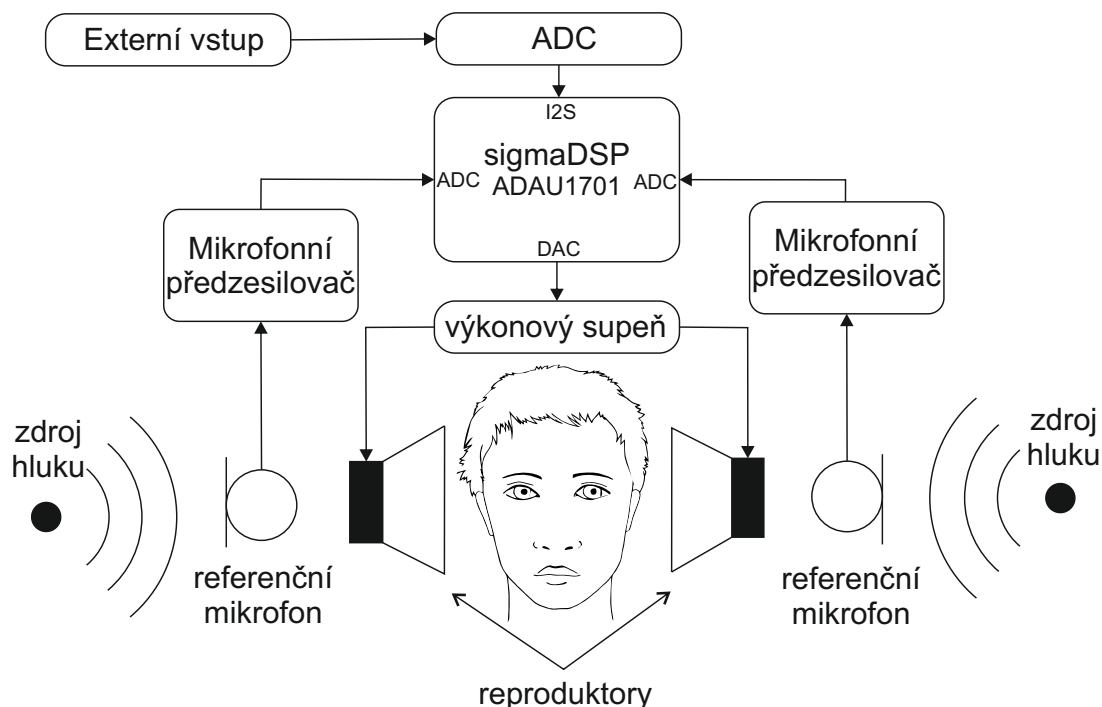 Externí vstup
ADC
I2S
sigmaDSP
ADAU1701
ADC
ADC
DAC
Mikrofonní
předzesilovač
Mikrofonní
předzesilovač
výkonový supeň
zdroj
hluku
zdroj
hluku
referenční
mikrofon
referenční
mikrofon
reproduktory